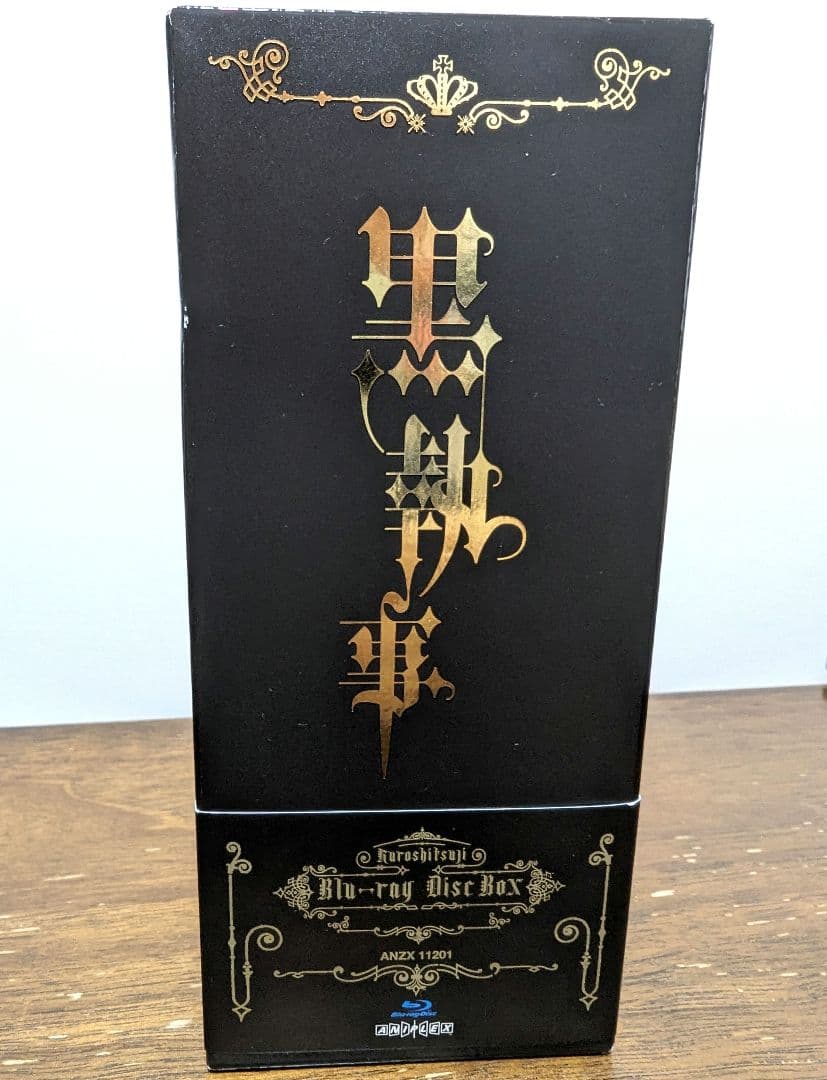 黒執事
Kuroshitsuji
Blu-ray Disc Box
ANZX 11201
Blu-ray Disc
ANIPLEX